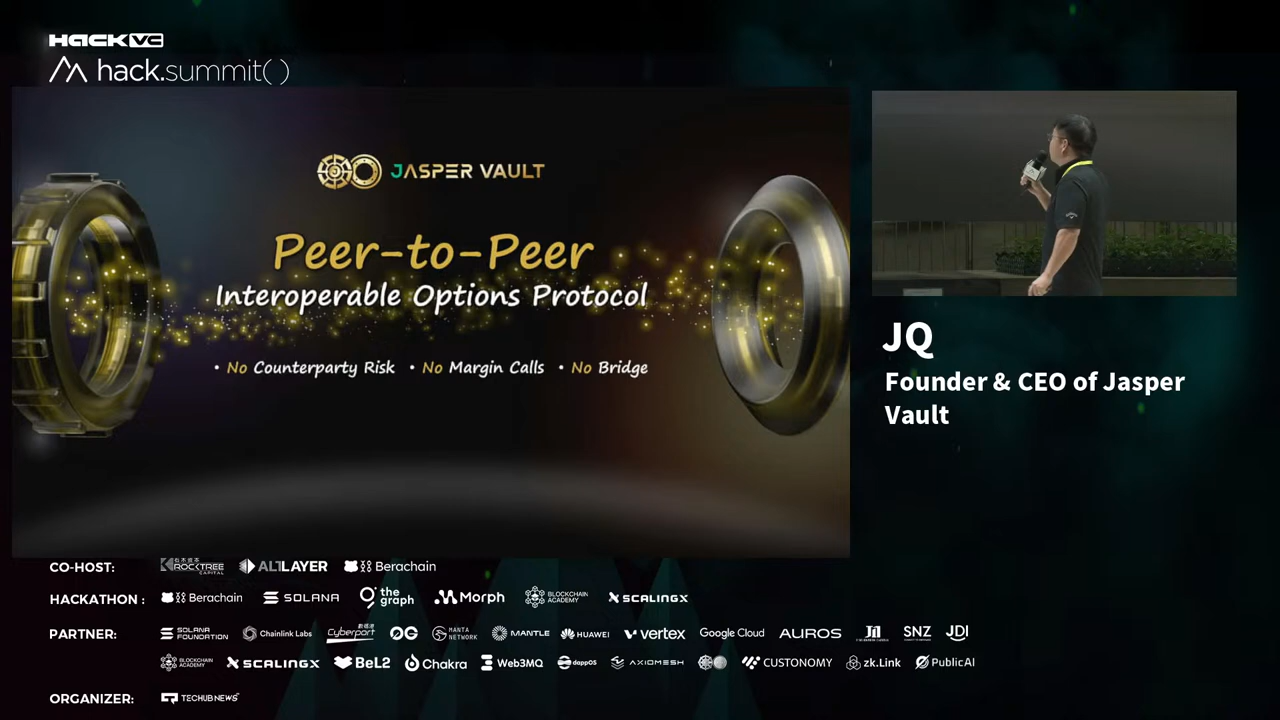 HACK VC
hack.summit()
JASPER VAULT
Peer-to-Peer
Interoperable Options Protocol
• No Counterparty Risk • No Margin Calls • No Bridge
JQ
Founder & CEO of Jasper
Vault
CO-HOST: ROCKTREE CAPITAL ALTLAYER Berachain
HACKATHON : Berachain SOLANA the graph Morph BLOCKCHAIN ACADEMY SCALINGX
PARTNER: SOLANA FOUNDATION Chainlink Labs Cyberport 0G MANTA NETWORK MANTLE HUAWEI vertex Google Cloud AUROS SNZ JDI
BLOCKCHAIN ACADEMY SCALINGX BeL2 Chakra Web3MQ dappOS AXIOMESH CUSTONOMY zk.Link PublicAI
ORGANIZER: TECHUB NEWS